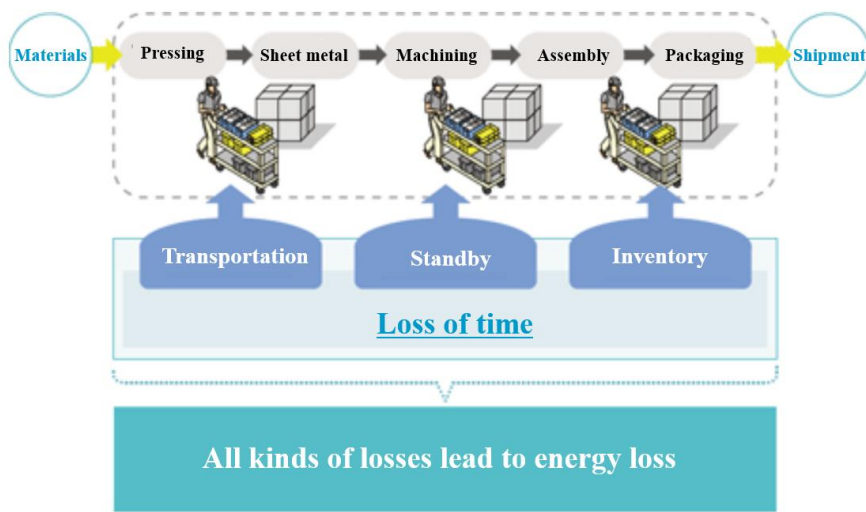 Materials
Pressing
Sheet metal
Machining
Assembly
Packaging
Shipment
Transportation
Standby
Inventory
Loss of time
All kinds of losses lead to energy loss